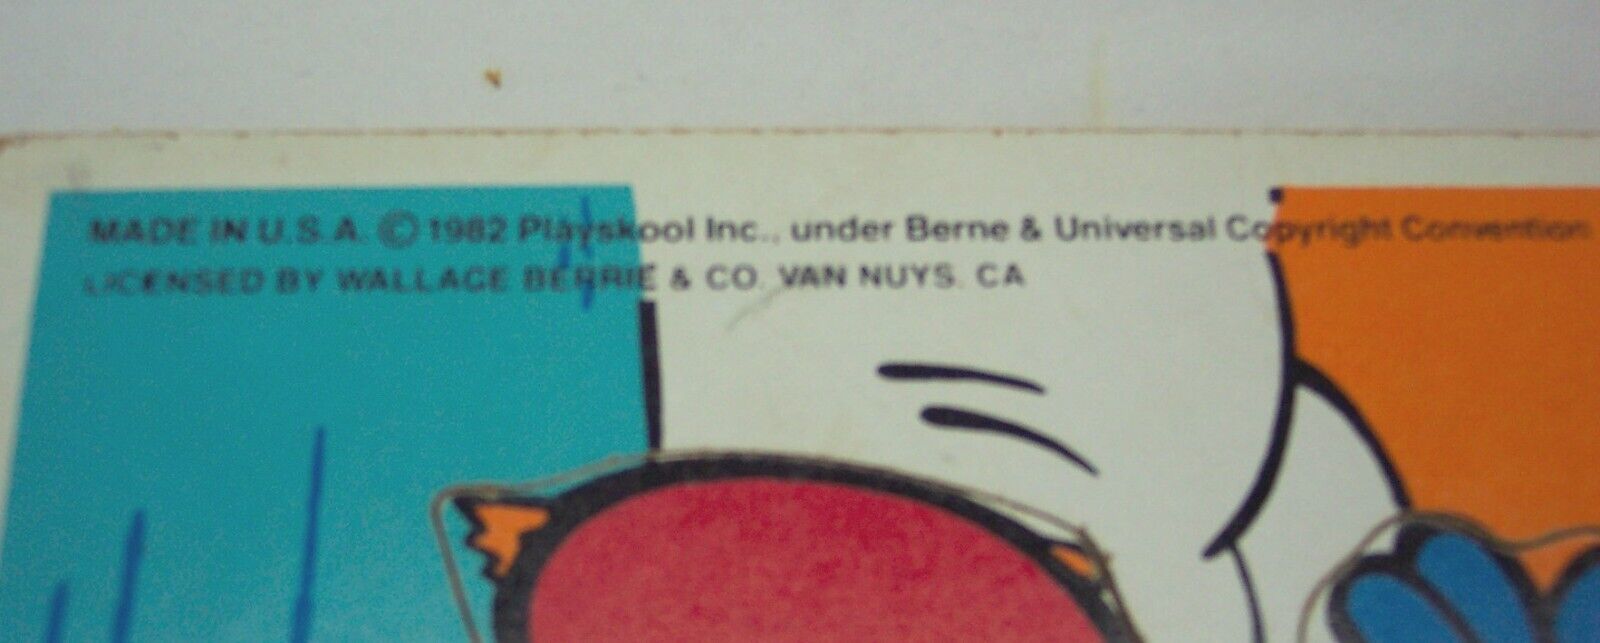 MADE IN U.S.A. © 1982 Playskool Inc., under Berne & Universal Copyright Convention
LICENSED BY WALLACE BERRIE & CO. VAN NUYS. CA